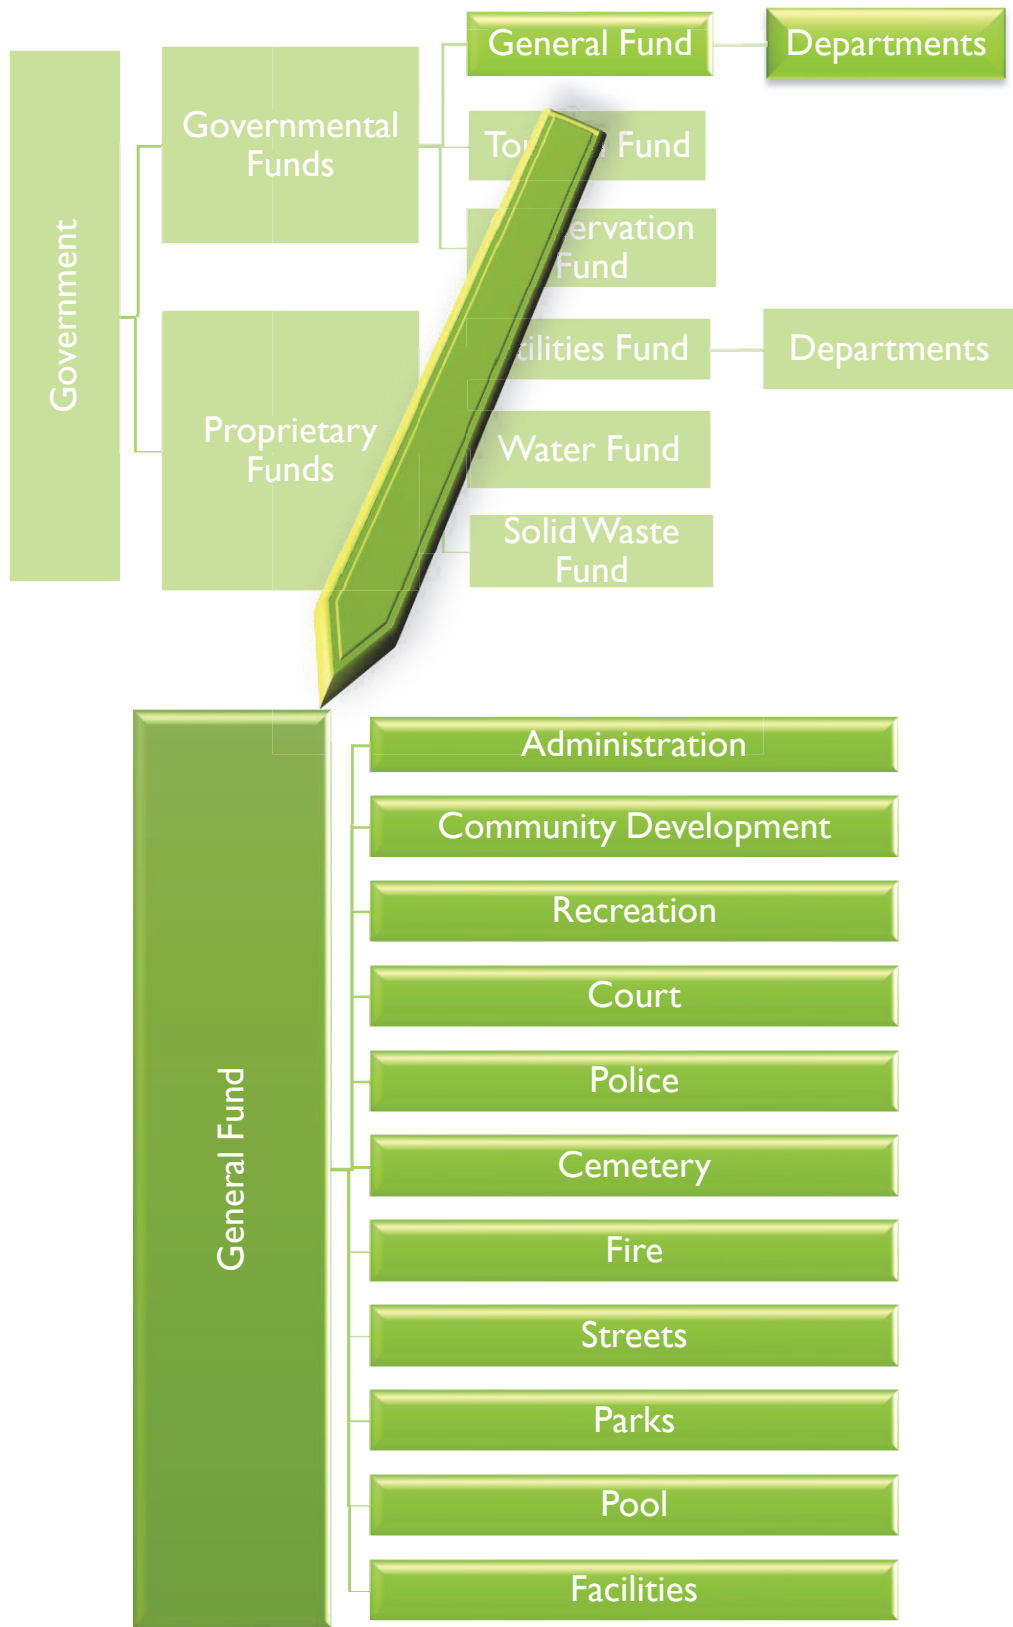 General Fund
Departments
Governmental
Funds
Fund
Fund
Government
Fund
Departments
Proprietary
Funds
Water Fund
Solid Waste
Fund
Administration
Community Development
Recreation
Court
Police
Cemetery
General Fund
Fire
Streets
Parks
Pool
Facilities